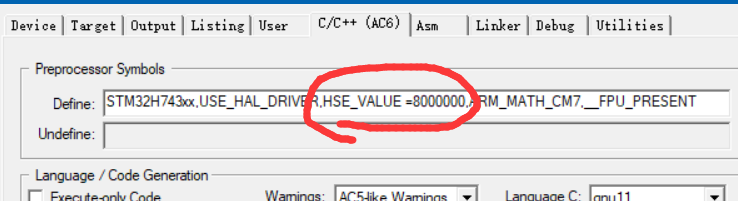 Device Target Output Listing User C/C++ (AC6) Asm Linker Debug Utilities
Preprocessor Symbols
Define: STM32H743xx,USE_HAL_DRIVER,HSE_VALUE =8000000,ARM_MATH_CM7,__FPU_PRESENT
Undefine:
Language / Code Generation
Execute-only Code Warnings: AC5-like Warnings Language C: gnu11